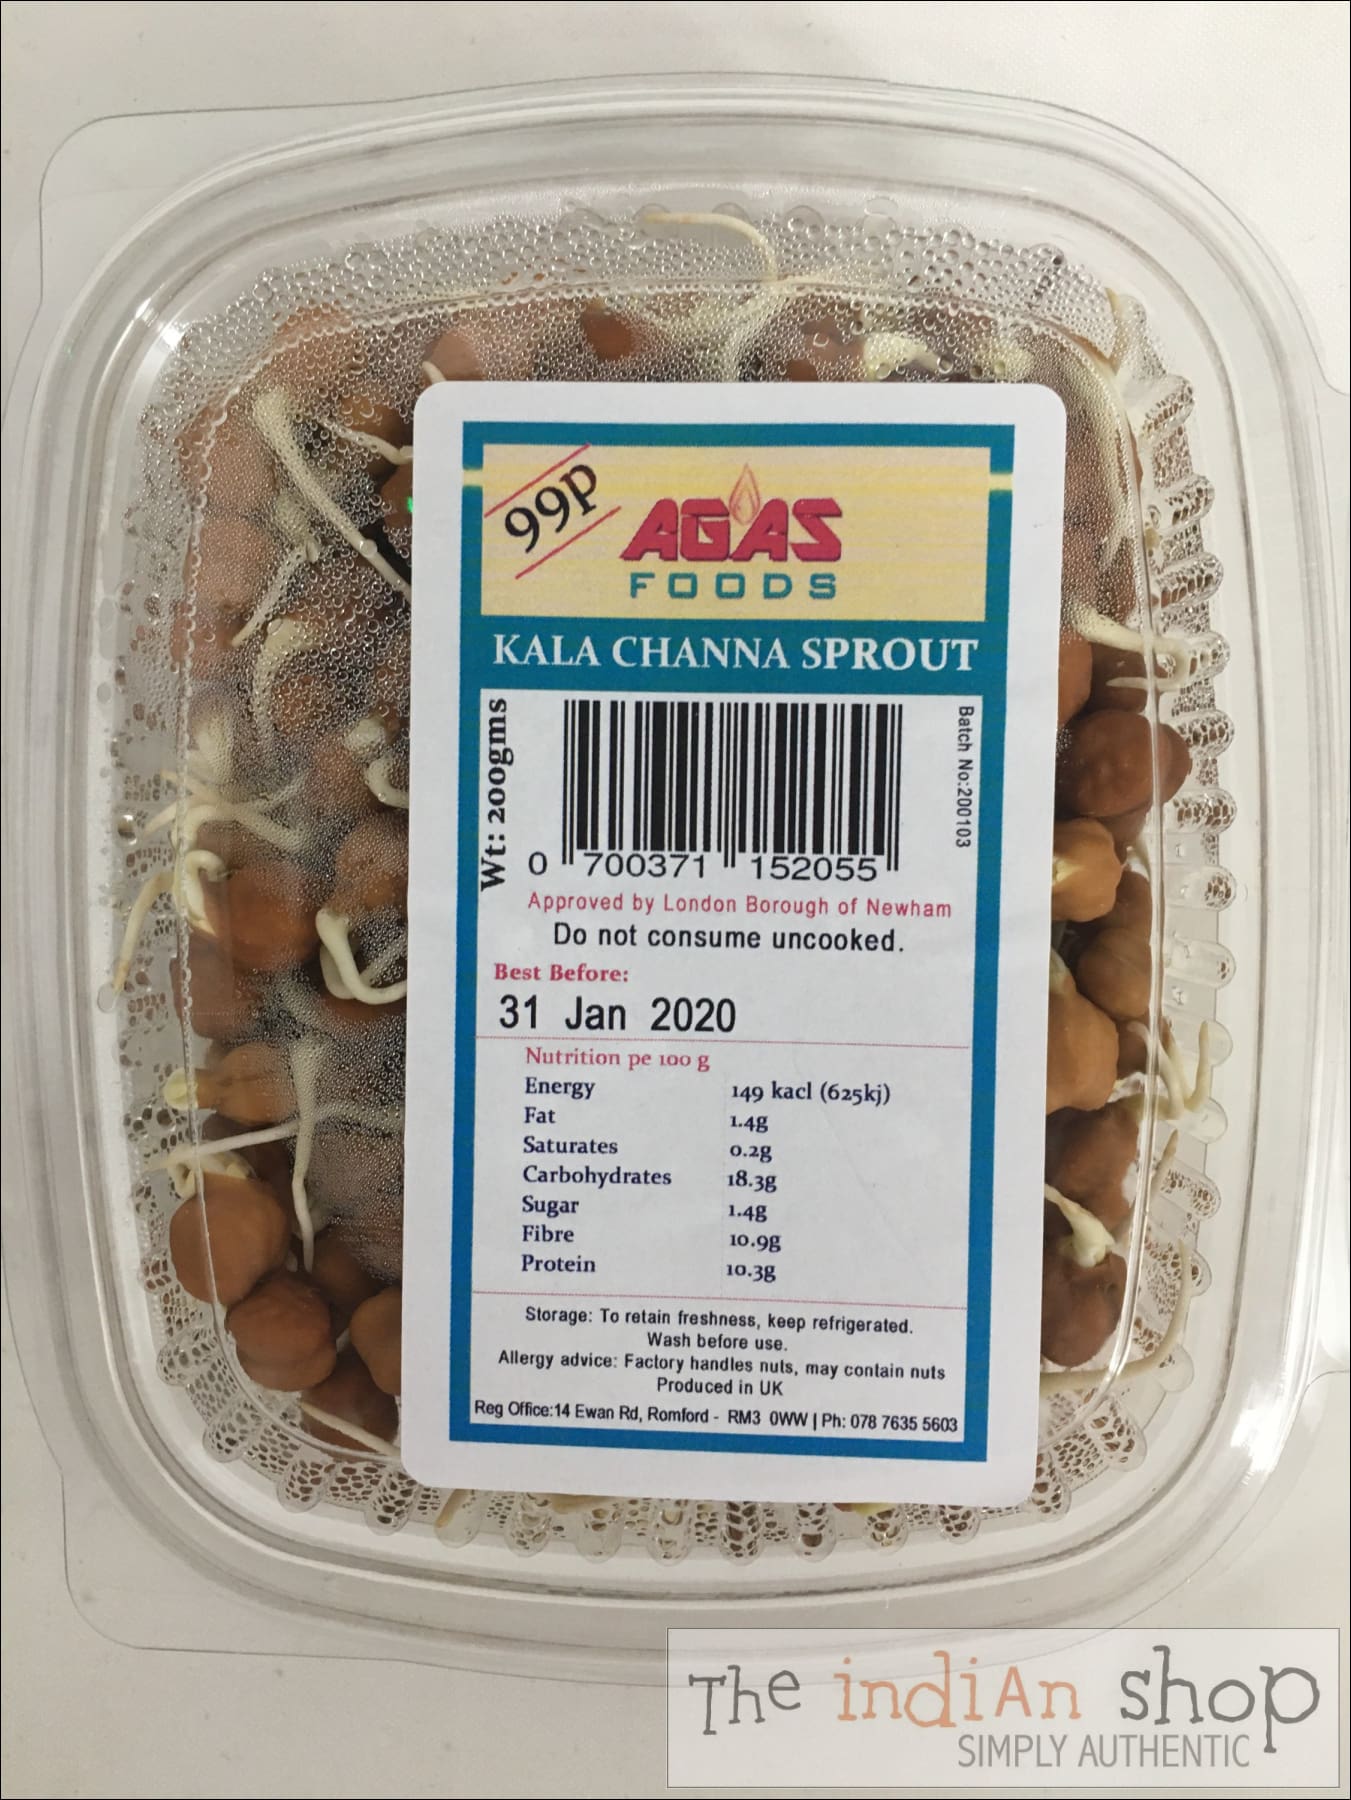 99p
AGAS
FOODS
KALA CHANNA SPROUT
Wt: 200gms
Batch No:200103
0 700371 152055
Approved by London Borough of Newham
Do not consume uncooked.
Best Before:
31 Jan 2020
Nutrition pe 100 g
Energy 149 kacl (625kj)
Fat 1.4g
Saturates 0.2g
Carbohydrates 18.3g
Sugar 1.4g
Fibre 10.9g
Protein 10.3g
Storage: To retain freshness, keep refrigerated.
Wash before use.
Allergy advice: Factory handles nuts, may contain nuts
Produced in UK
Reg Office:14 Ewan Rd, Romford - RM3 0WW | Ph: 078 7635 5603
The indiAn shop
SIMPLY AUTHENTIC